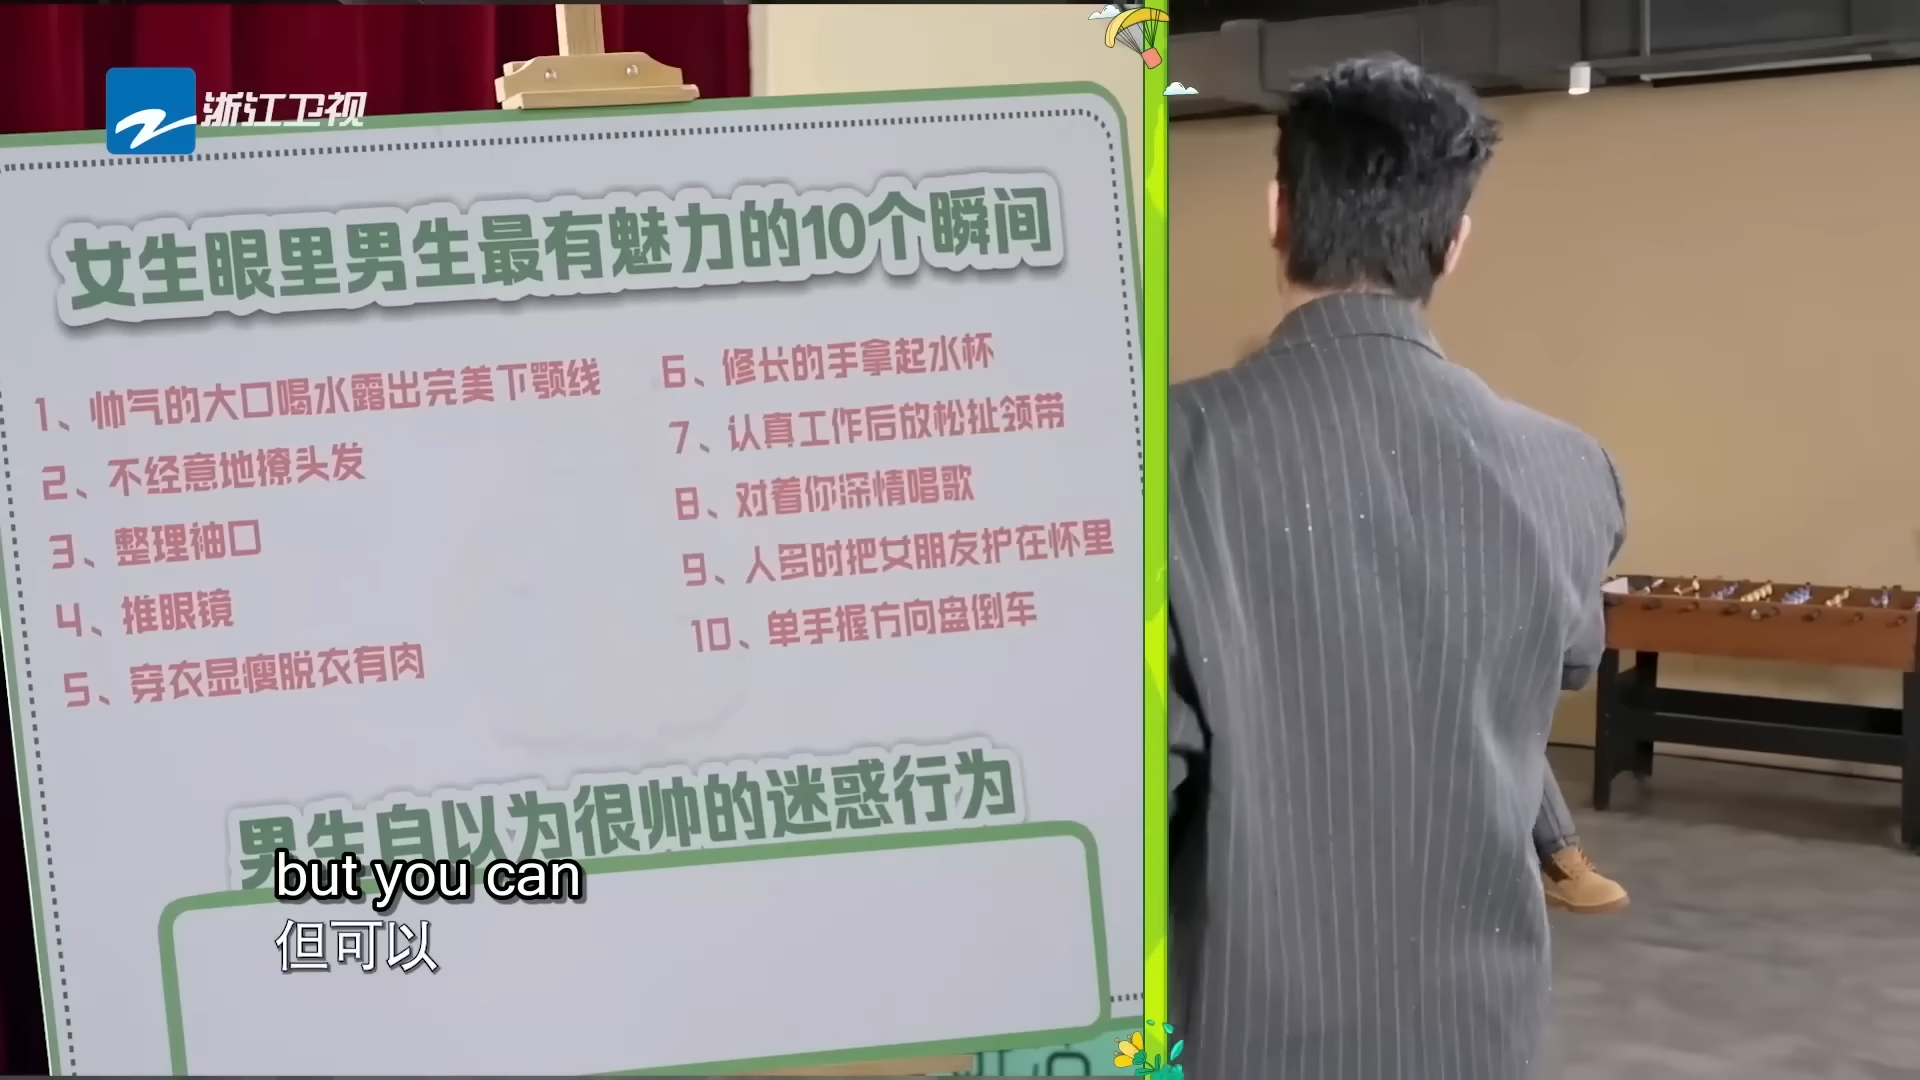 浙江卫视
女生眼里男生最有魅力的10个瞬间
1、帅气的大口喝水露出完美下颚线
2、不经意地撩头发
3、整理袖口
4、推眼镜
5、穿衣显瘦脱衣有肉
6、修长的手拿起水杯
7、认真工作后放松扯领带
8、对着你深情唱歌
9、人多时把女朋友护在怀里
10、单手握方向盘倒车
男生自以为很帅的迷惑行为
but you can
但可以